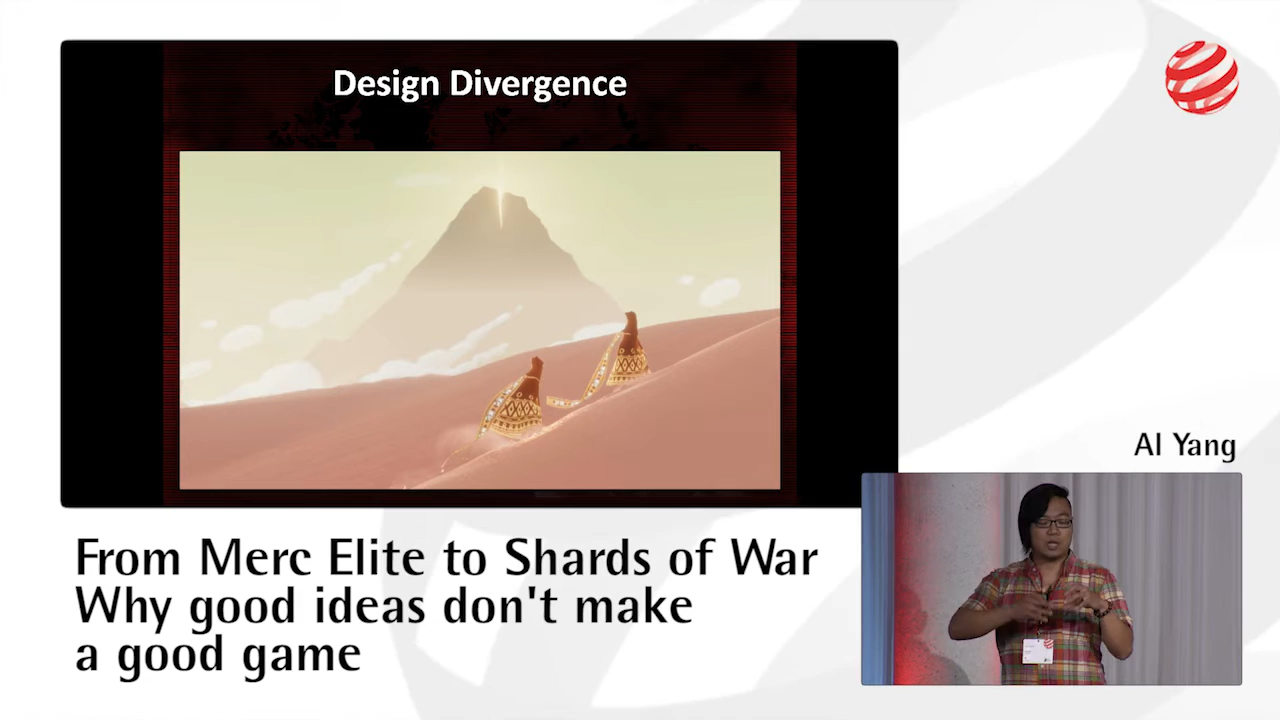 Design Divergence
Al Yang
From Merc Elite to Shards of War
Why good ideas don't make
a good game